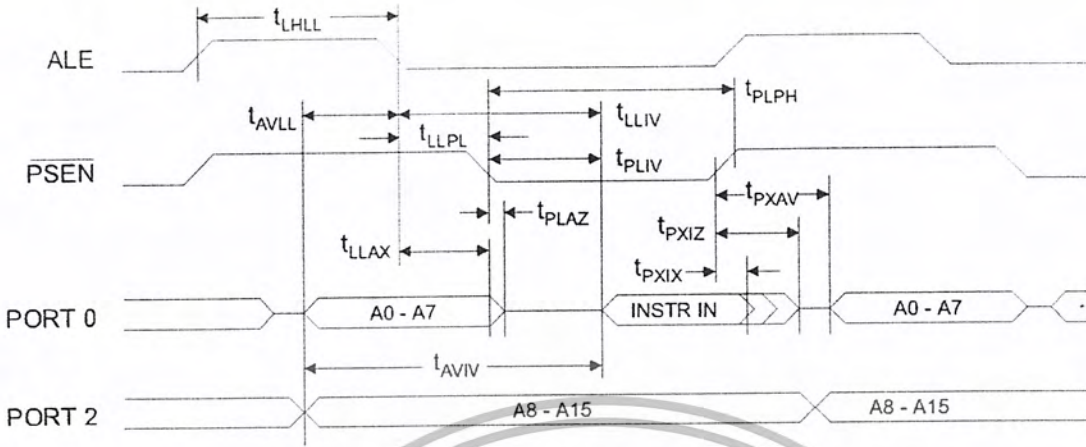 tLHLL
ALE
tPLPH
tAVLL
tLLIV
tLLPL
PSEN
tPLIV
tPXAV
tPLAZ
tPXIZ
tLLAX
tPXIX
PORT 0
A0 - A7
INSTR IN
A0 - A7
tAVIV
PORT 2
A8 - A15
A8 - A15